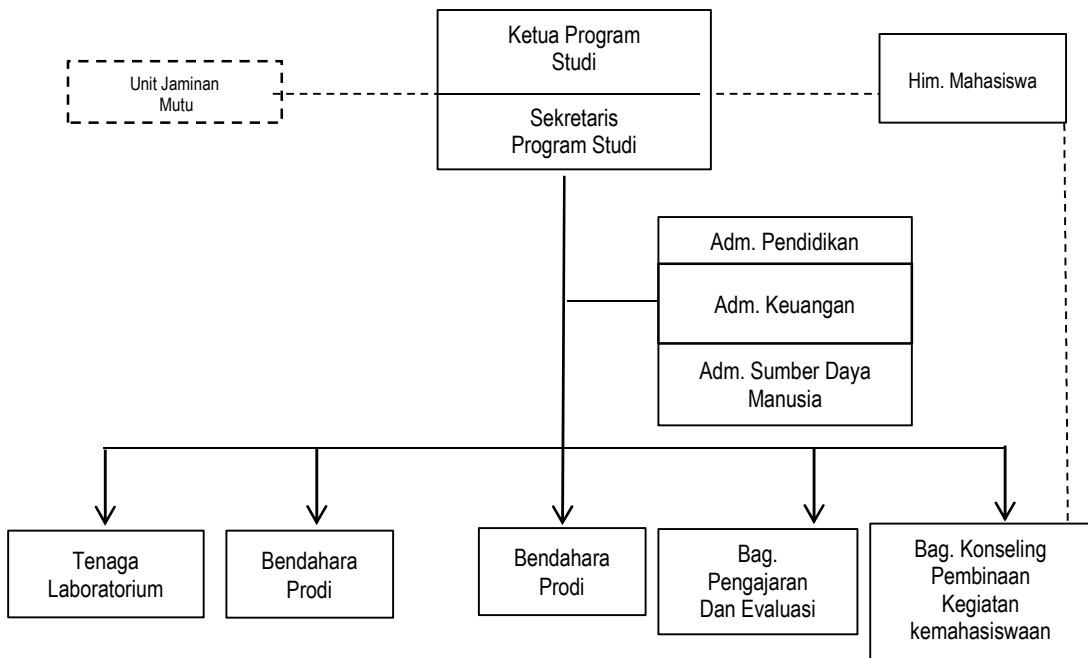 Ketua Program
Studi
Sekretaris
Program Studi
Unit Jaminan
Mutu
Him. Mahasiswa
Adm. Pendidikan
Adm. Keuangan
Adm. Sumber Daya
Manusia
Tenaga
Laboratorium
Bendahara
Prodi
Bendahara
Prodi
Bag.
Pengajaran
Dan Evaluasi
Bag. Konseling
Pembinaan
Kegiatan
kemahasiswaan